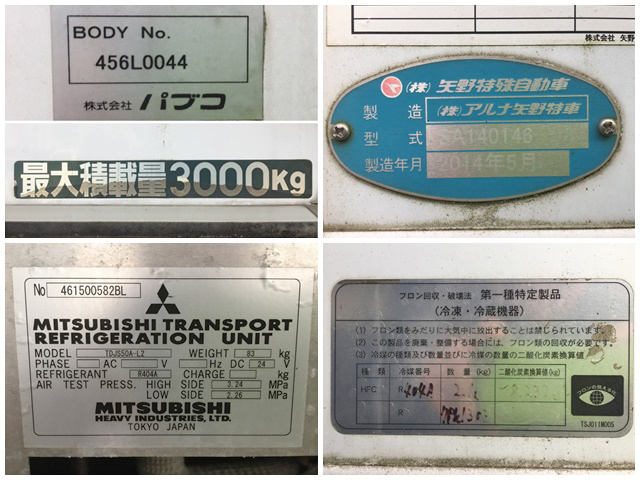 BODY No.
456L0044
株式会社 パブコ
最大積載量3000Kg
株式会社 矢野
(株)矢野特殊自動車
製造 (株)アルナ矢野特車
型式 A140146
製造年月 2014年5月
No 461500582BL
MITSUBISHI TRANSPORT
REFRIGERATION UNIT
MODEL TDJS50A-L2 WEIGHT 83 kg
PHASE AC V Hz DC 24 V
REFRIGERANT R404A CHARGE kg
AIR TEST PRESS. HIGH SIDE 3.24 MPa
LOW SIDE 2.26 MPa
MITSUBISHI
HEAVY INDUSTRIES, LTD.
TOKYO JAPAN
フロン回収・破壊法 第一種特定製品
(冷凍・冷蔵機器)
(1) フロン類をみだりに大気中に放出することは禁じられています。
(2) この製品を廃棄・整備する場合には、フロン類の回収が必要です。
(3) 冷媒の種類及び数量並びに冷媒の数量の二酸化炭素換算値
種類 冷媒番号 数量(kg) 二酸化炭素換算値(kg)
HFC R 404A
R
TSJ011M005